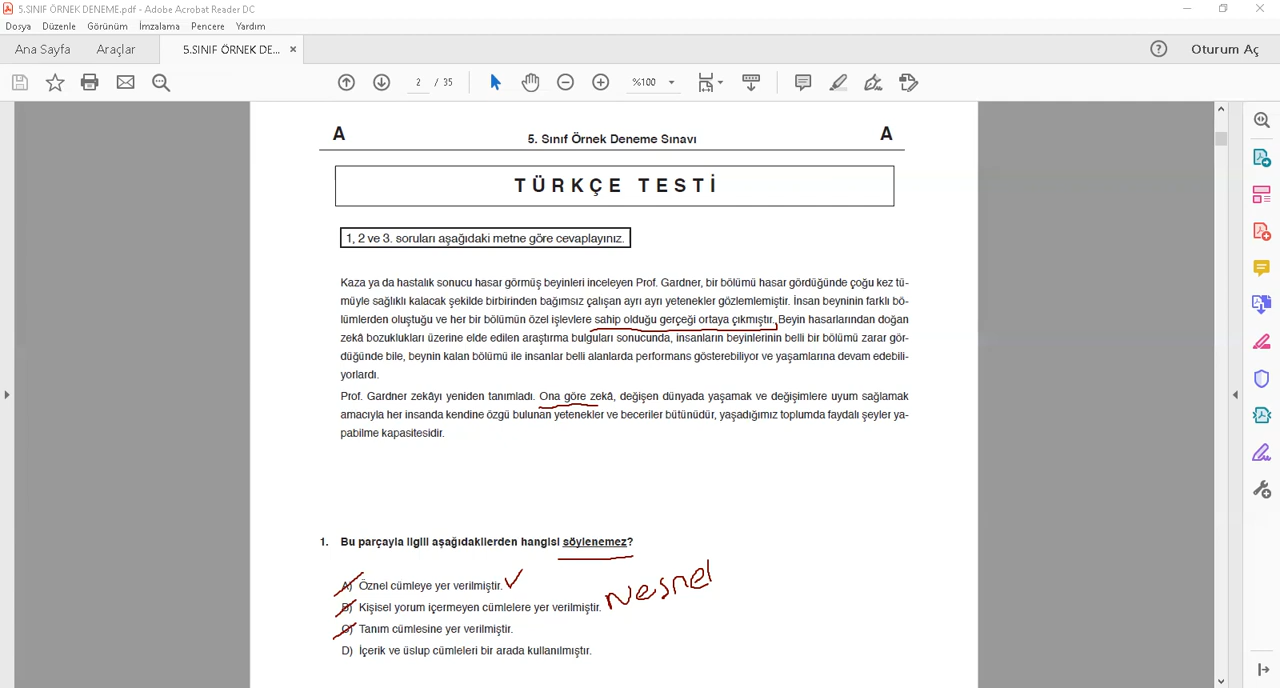 5.SINIF ÖRNEK DENEME.pdf - Adobe Acrobat Reader DC
Dosya Düzenle Görünüm İmzalama Pencere Yardım
Ana Sayfa Araçlar 5.SINIF ÖRNEK DE... × Oturum Aç
2 / 35 %100
A 5. Sınıf Örnek Deneme Sınavı A
TÜRKÇE TESTİ
1, 2 ve 3. soruları aşağıdaki metne göre cevaplayınız.
Kaza ya da hastalık sonucu hasar görmüş beyinleri inceleyen Prof. Gardner, bir bölümü hasar gördüğünde çoğu kez tü-
müyle sağlıklı kalacak şekilde birbirinden bağımsız çalışan ayrı ayrı yetenekler gözlemlemiştir. İnsan beyninin farklı bö-
lümlerden oluştuğu ve her bir bölümün özel işlevlere sahip olduğu gerçeği ortaya çıkmıştır. Beyin hasarlarından doğan
zekâ bozuklukları üzerine elde edilen araştırma bulguları sonucunda, insanların beyinlerinin belli bir bölümü zarar gör-
düğünde bile, beynin kalan bölümü ile insanlar belli alanlarda performans gösterebiliyor ve yaşamlarına devam edebili-
yorlardı.
Prof. Gardner zekâyı yeniden tanımladı. Ona göre zekâ, değişen dünyada yaşamak ve değişimlere uyum sağlamak
amacıyla her insanda kendine özgü bulunan yetenekler ve beceriler bütünüdür, yaşadığımız toplumda faydalı şeyler ya-
pabilme kapasitesidir.
1. Bu parçayla ilgili aşağıdakilerden hangisi söylenemez?
A) Öznel cümleye yer verilmiştir.
B) Kişisel yorum içermeyen cümlelere yer verilmiştir. Nesnel
C) Tanım cümlesine yer verilmiştir.
D) İçerik ve üslup cümleleri bir arada kullanılmıştır.